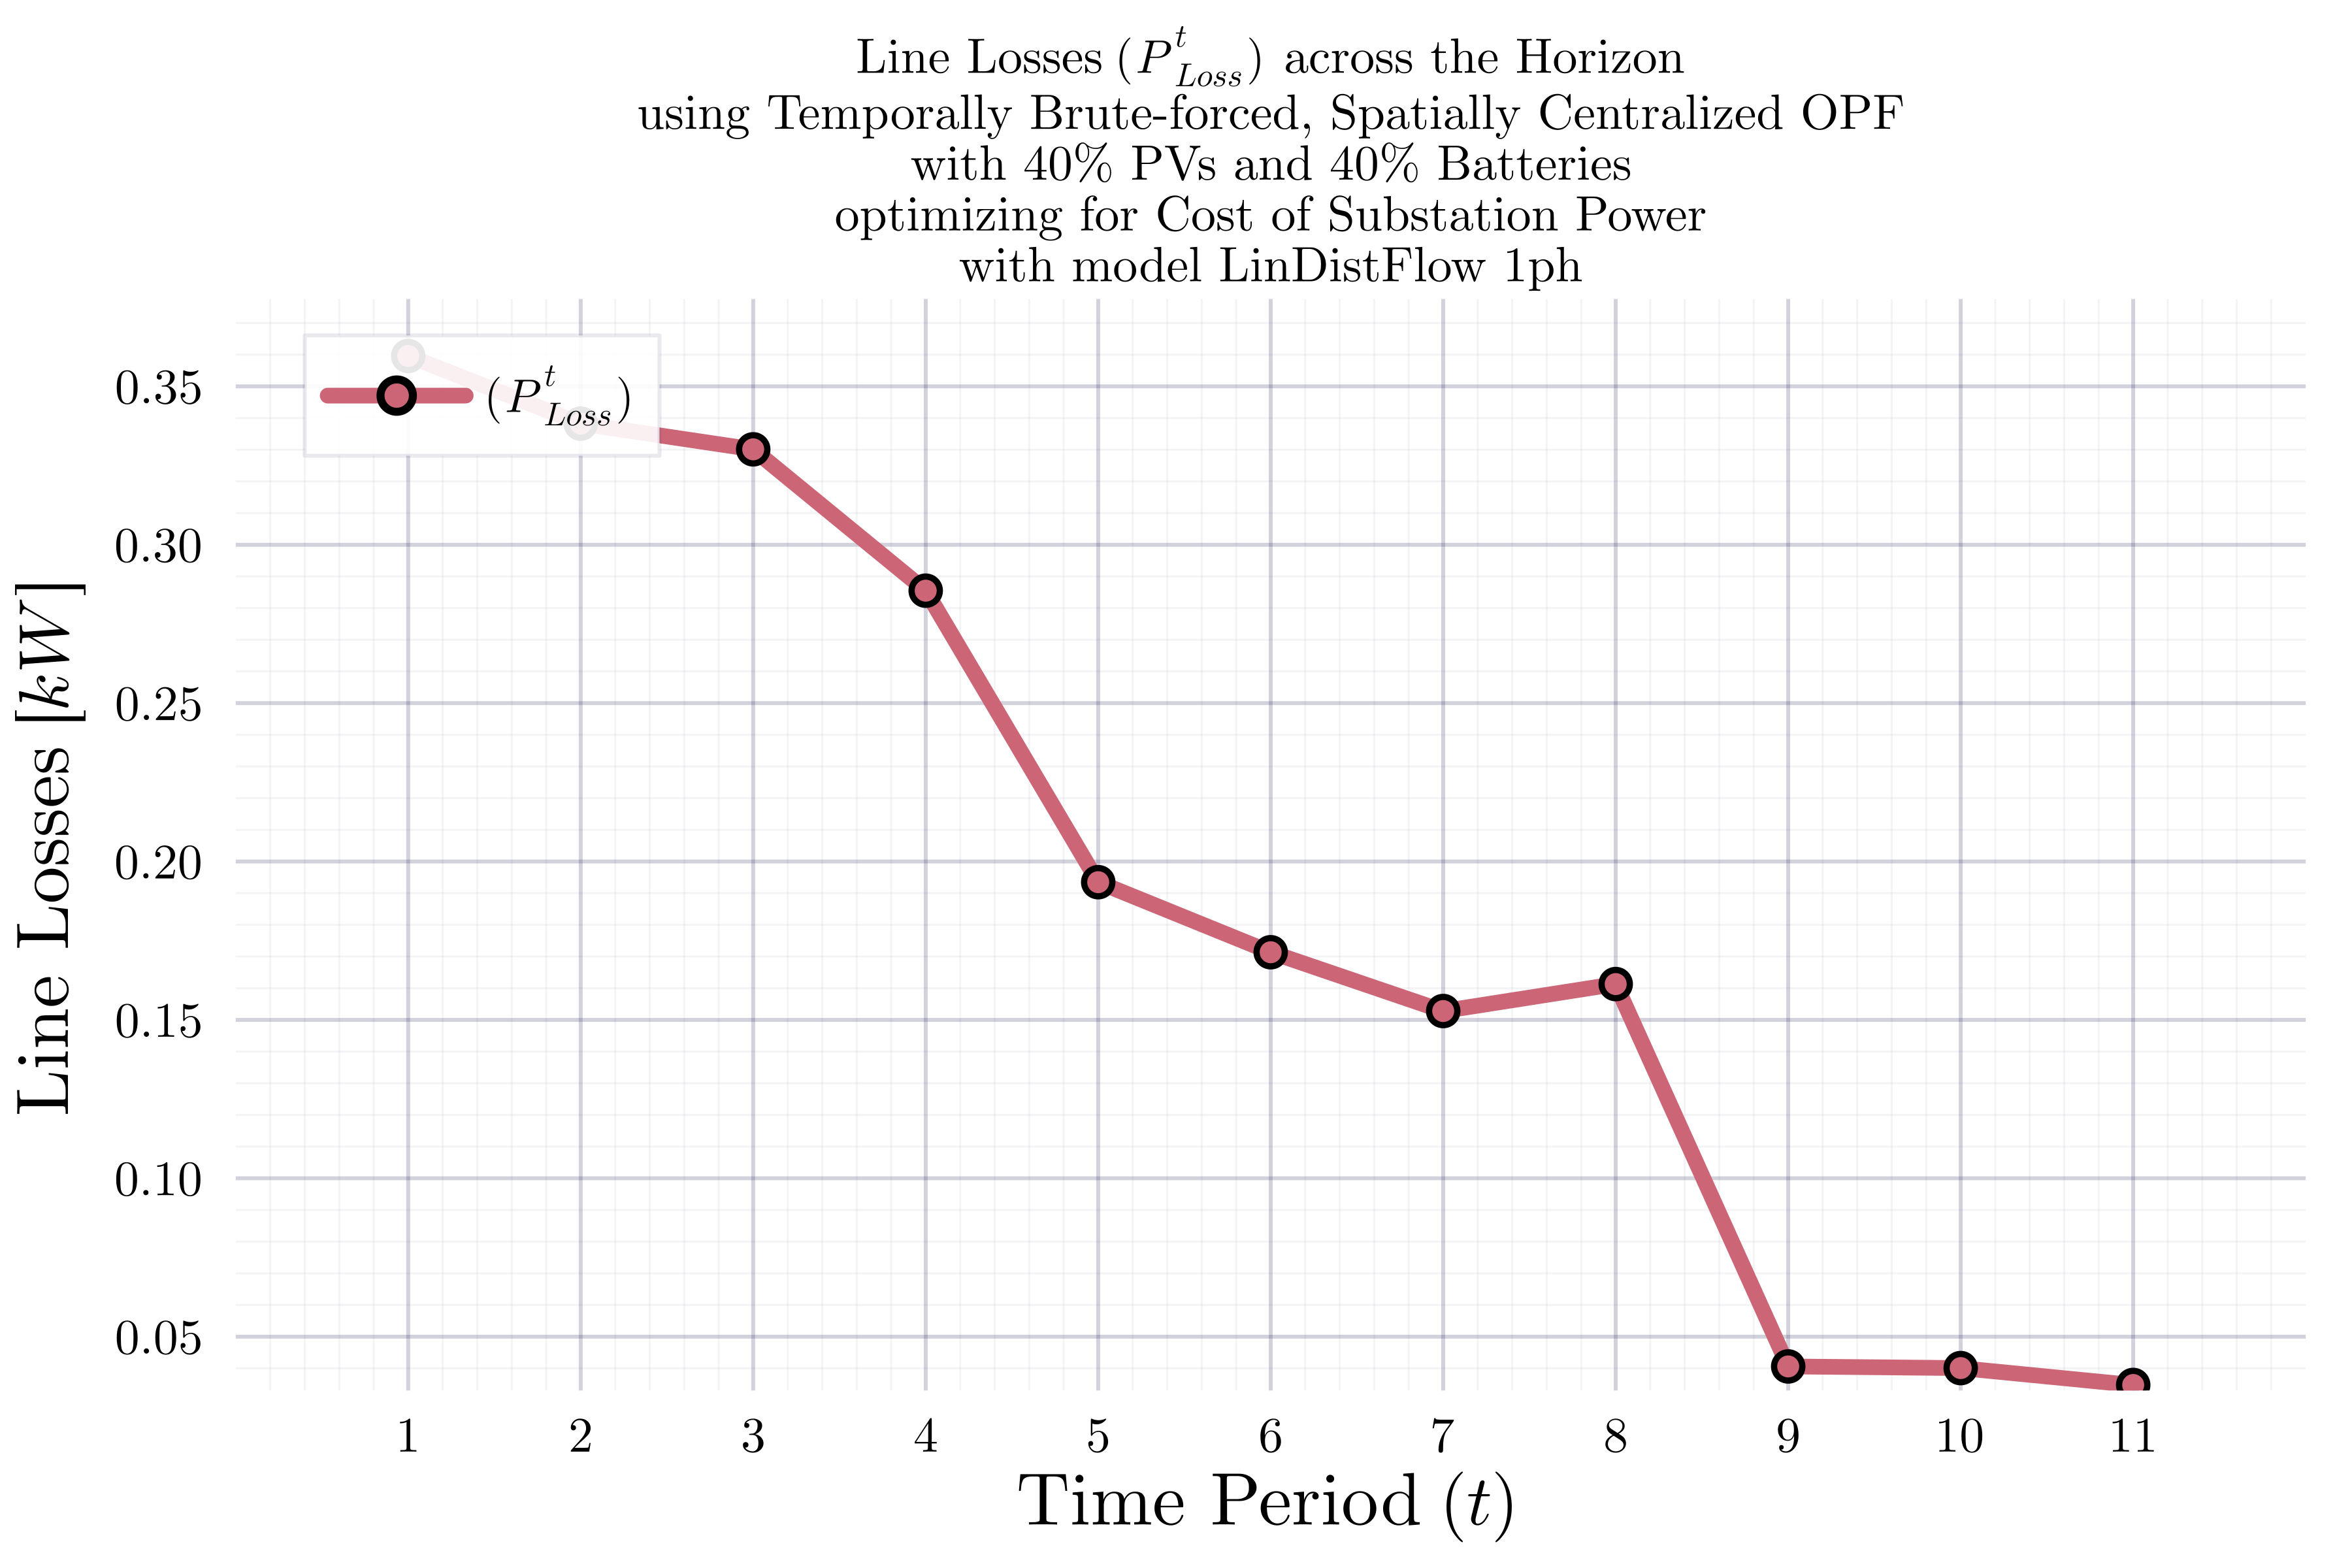 Line Losses (P^t_Loss) across the Horizon
using Temporally Brute-forced, Spatially Centralized OPF
with 40% PVs and 40% Batteries
optimizing for Cost of Substation Power
with model LinDistFlow 1ph
(P^t_Loss)
0.35
0.30
0.25
0.20
0.15
0.10
0.05
Line Losses [kW]
1 2 3 4 5 6 7 8 9 10 11
Time Period (t)